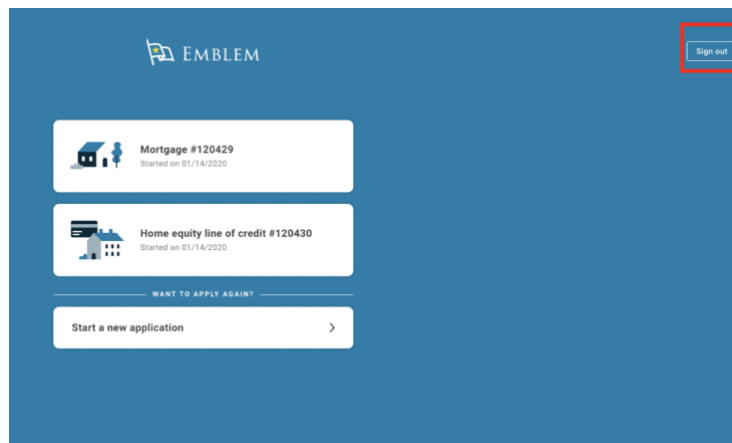 EMBLEM
Sign out
Mortgage #120429
Started on 01/14/2020
Home equity line of credit #120430
Started on 01/14/2020
WANT TO APPLY AGAIN?
Start a new application